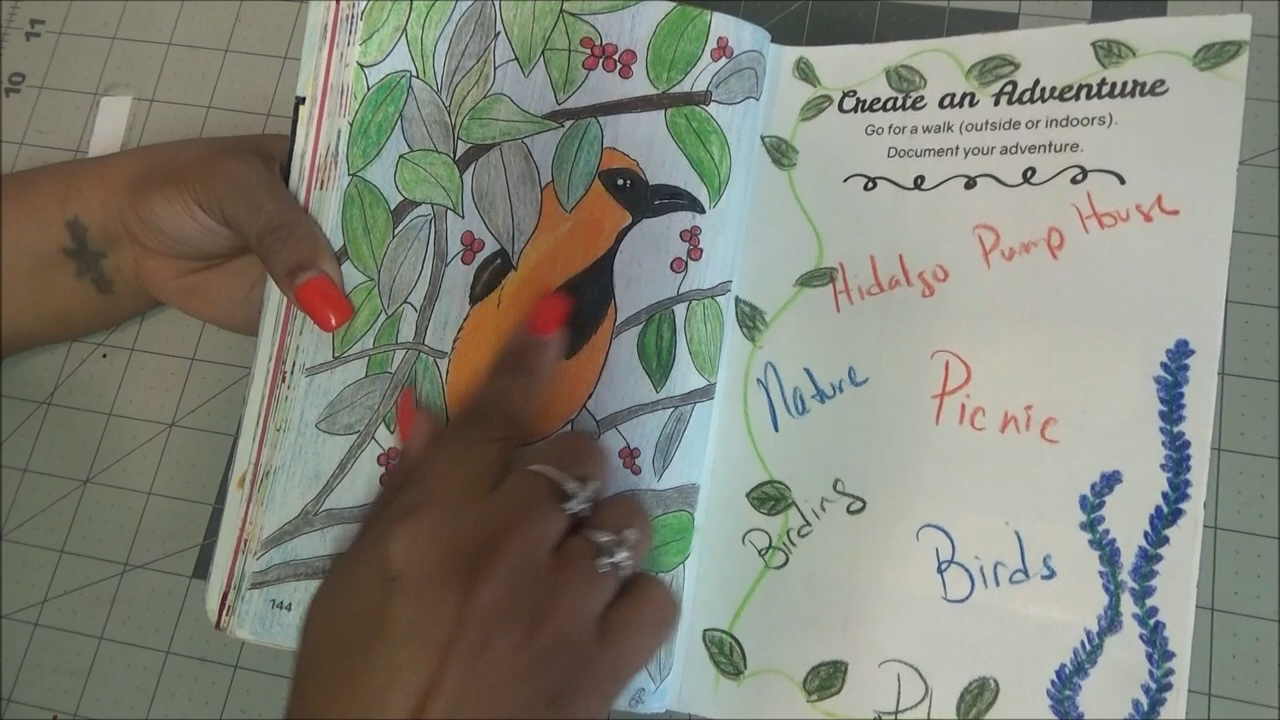 11
10
Create an Adventure
Go for a walk (outside or indoors).
Document your adventure.
Hidalgo Pump House
Nature
Picnic
Birding
Birds
144